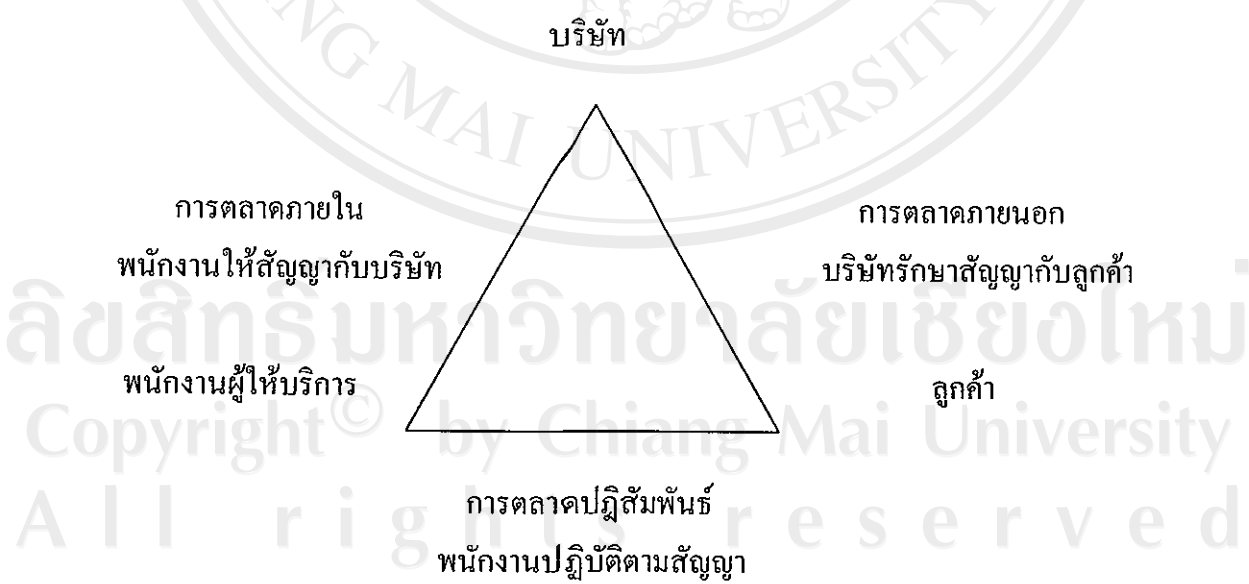 NG MAI UNIVERSITY
บริษัท
การตลาดภายใน
พนักงานให้สัญญากับบริษัท
การตลาดภายนอก
บริษัทรักษาสัญญากับลูกค้า
ลิขสิทธิ์มหาวิทยาลัยเชียงใหม่
พนักงานผู้ให้บริการ
ลูกค้า
Copyright© by Chiang Mai University
การตลาดปฎิสัมพันธ์
All rights reserved
พนักงานปฏิบัติตามสัญญา